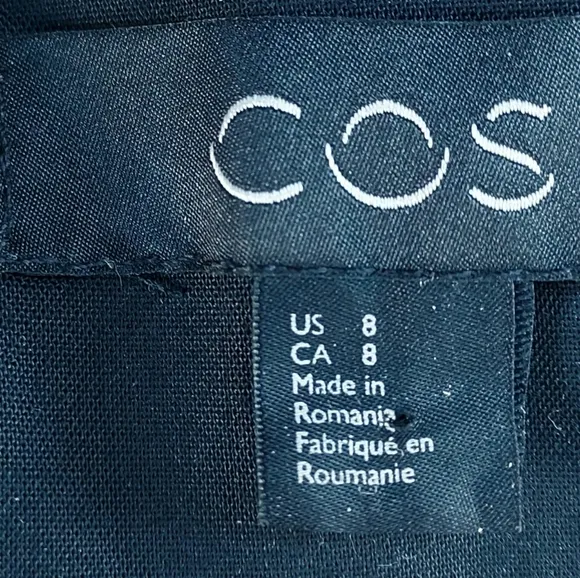 COS
US 8
CA 8
Made in
Romania
Fabriqué en
Roumanie